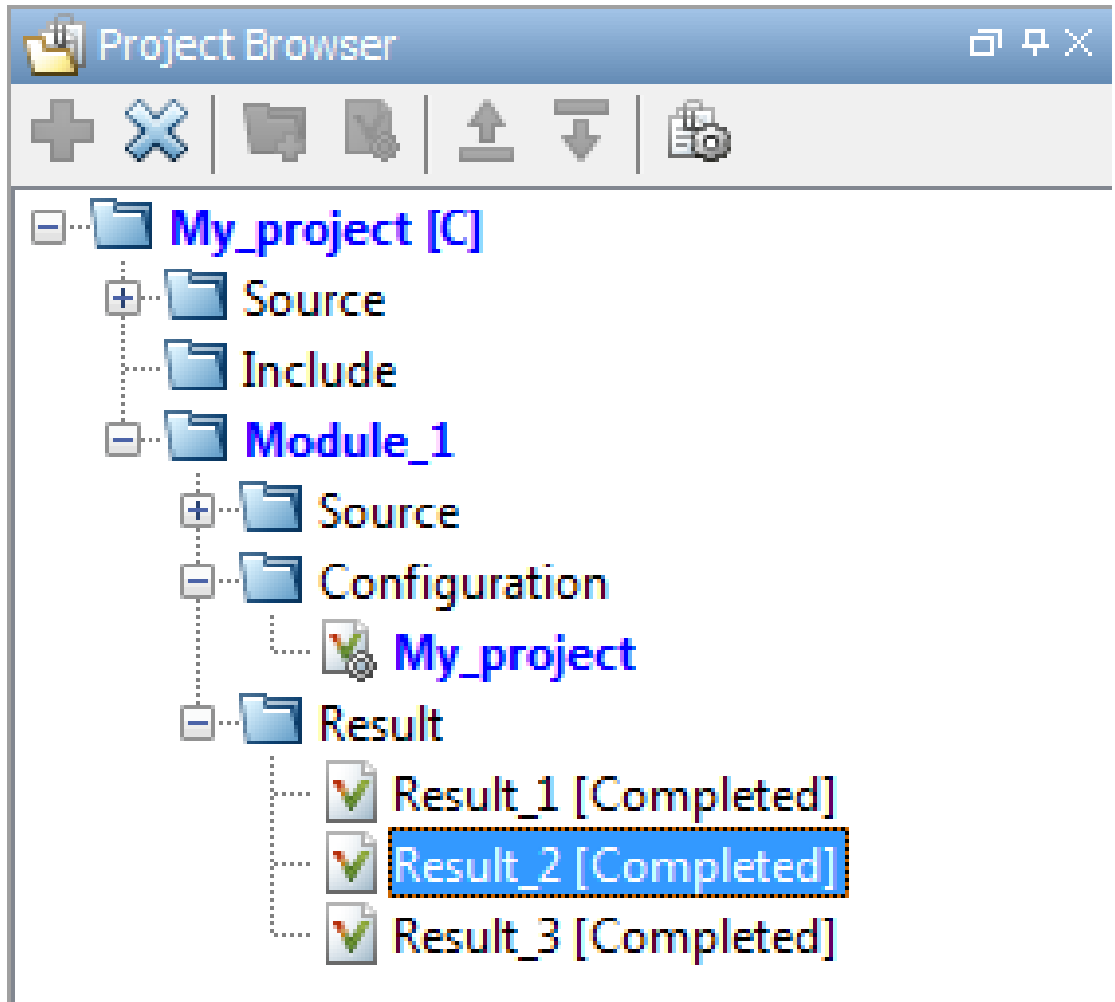 Project Browser
My_project [C]
Source
Include
Module_1
Source
Configuration
My_project
Result
Result_1 [Completed]
Result_2 [Completed]
Result_3 [Completed]